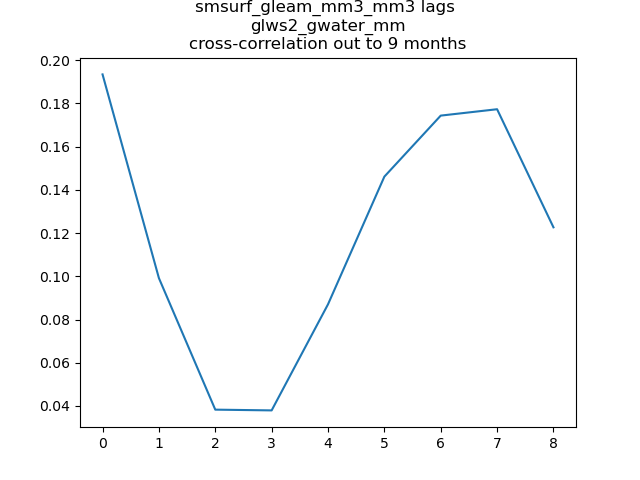 smsurf_gleam_mm3_mm3 lags
glws2_gwater_mm
cross-correlation out to 9 months
0.20
0.18
0.16
0.14
0.12
0.10
0.08
0.06
0.04
0 1 2 3 4 5 6 7 8